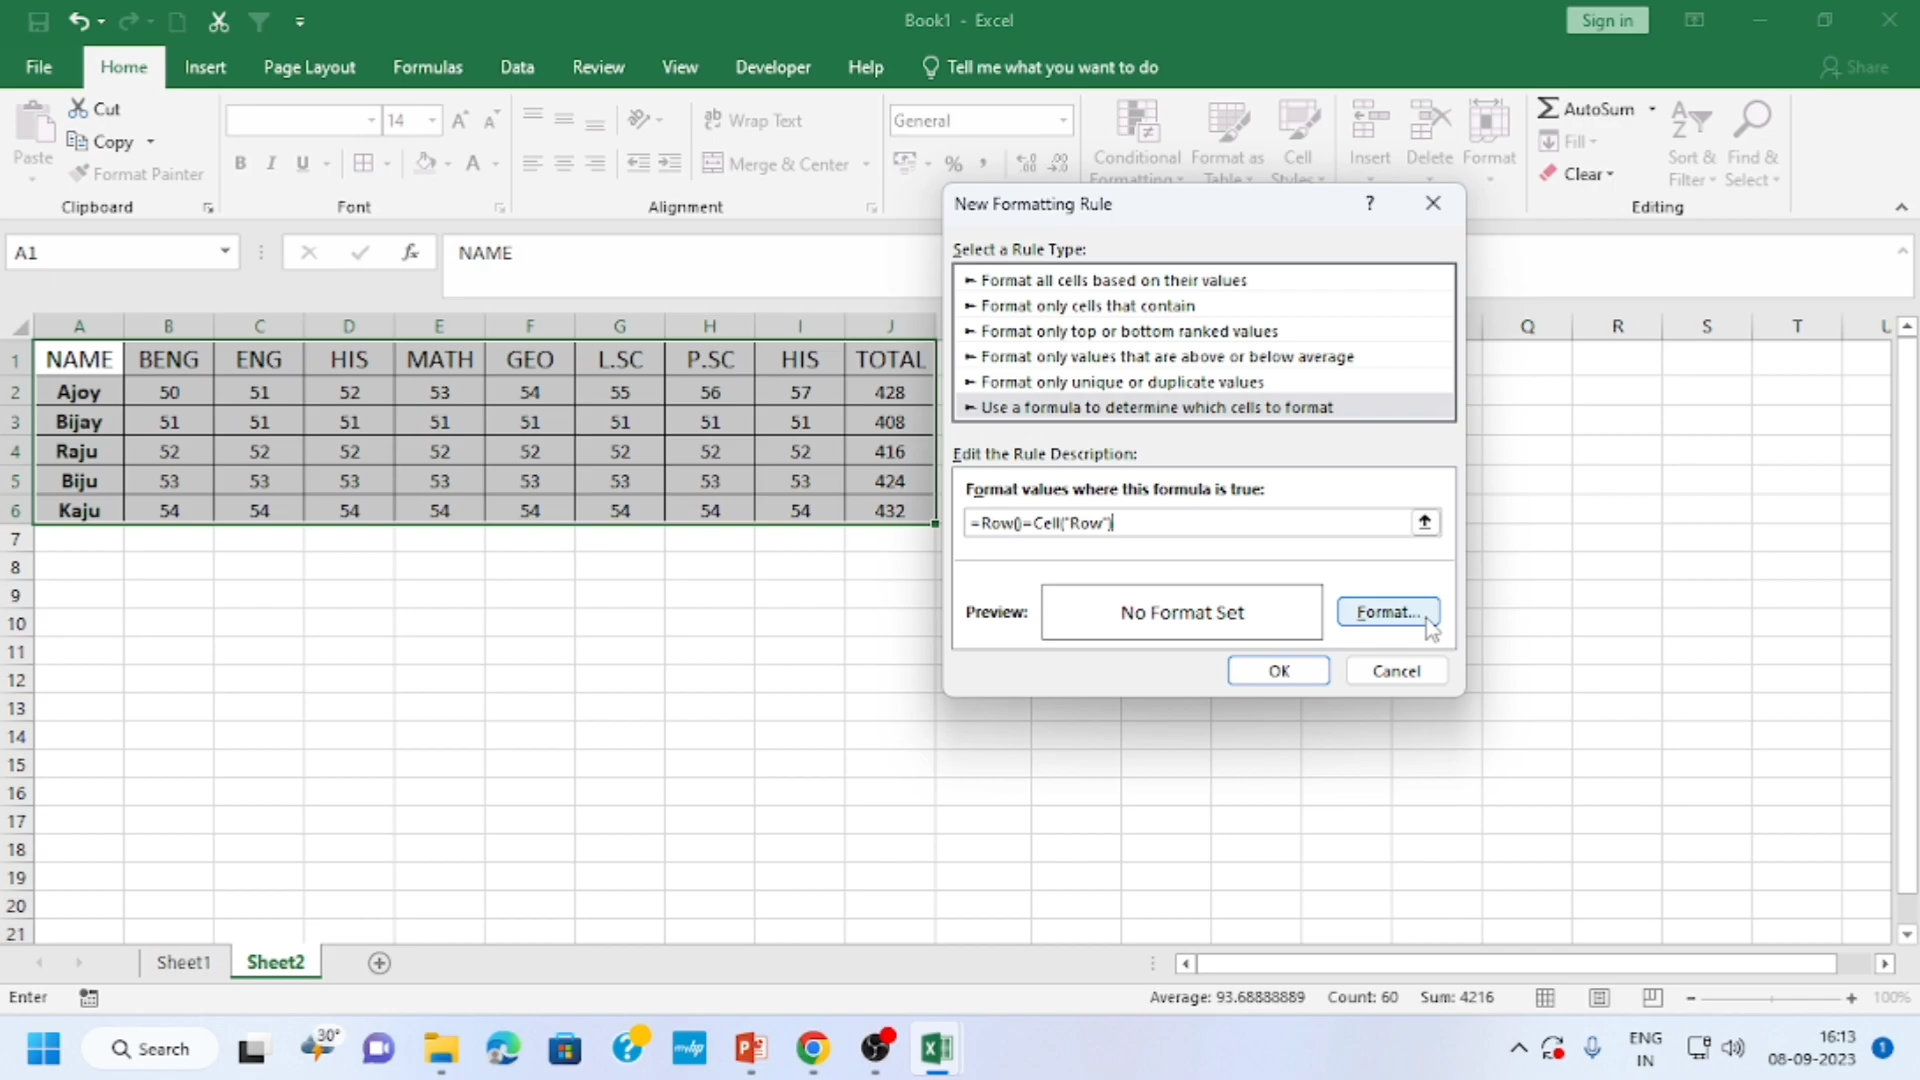 Book1 - Excel
Sign in
File Home Insert Page Layout Formulas Data Review View Developer Help Tell me what you want to do Share
Paste
Cut
Copy
Format Painter
Clipboard
14
B I U A
Font
ab Wrap Text
Merge & Center
Alignment
General
%
Conditional Formatting
Format as Table
Cell Styles
Insert Delete Format
AutoSum
Fill
Clear
Sort & Filter
Find & Select
Editing
A1 fx NAME
A B C D E F G H I J Q R S T U
1 NAME BENG ENG HIS MATH GEO L.SC P.SC HIS TOTAL
2 Ajoy 50 51 52 53 54 55 56 57 428
3 Bijay 51 51 51 51 51 51 51 51 408
4 Raju 52 52 52 52 52 52 52 52 416
5 Biju 53 53 53 53 53 53 53 53 424
6 Kaju 54 54 54 54 54 54 54 54 432
7
8
9
10
11
12
13
14
15
16
17
18
19
20
21
New Formatting Rule ?
Select a Rule Type:
► Format all cells based on their values
► Format only cells that contain
► Format only top or bottom ranked values
► Format only values that are above or below average
► Format only unique or duplicate values
► Use a formula to determine which cells to format
Edit the Rule Description:
Format values where this formula is true:
=Row()=Cell("Row")
Preview: No Format Set Format...
OK Cancel
Sheet1 Sheet2
Enter
Average: 93.68888889 Count: 60 Sum: 4216 100%
Search
30°
myhp
ENG
IN
16:13
08-09-2023
1